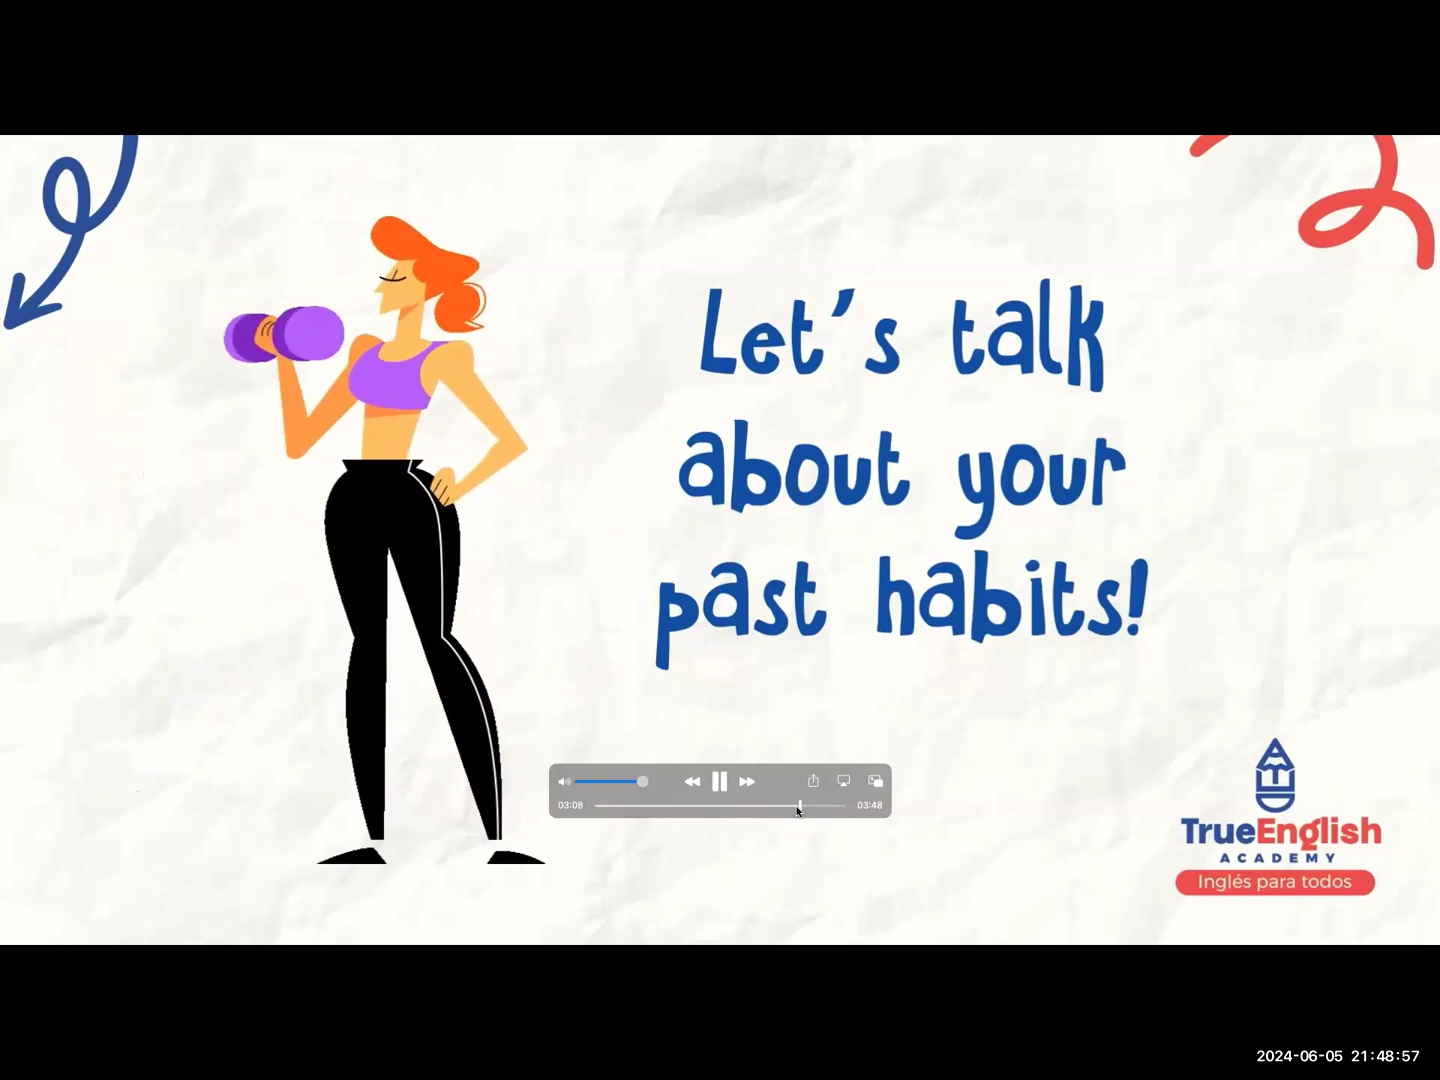 Let's talk
about your
past habits!
03:08
03:48
TrueEnglish
ACADEMY
Inglés para todos
2024-06-05 21:48:57